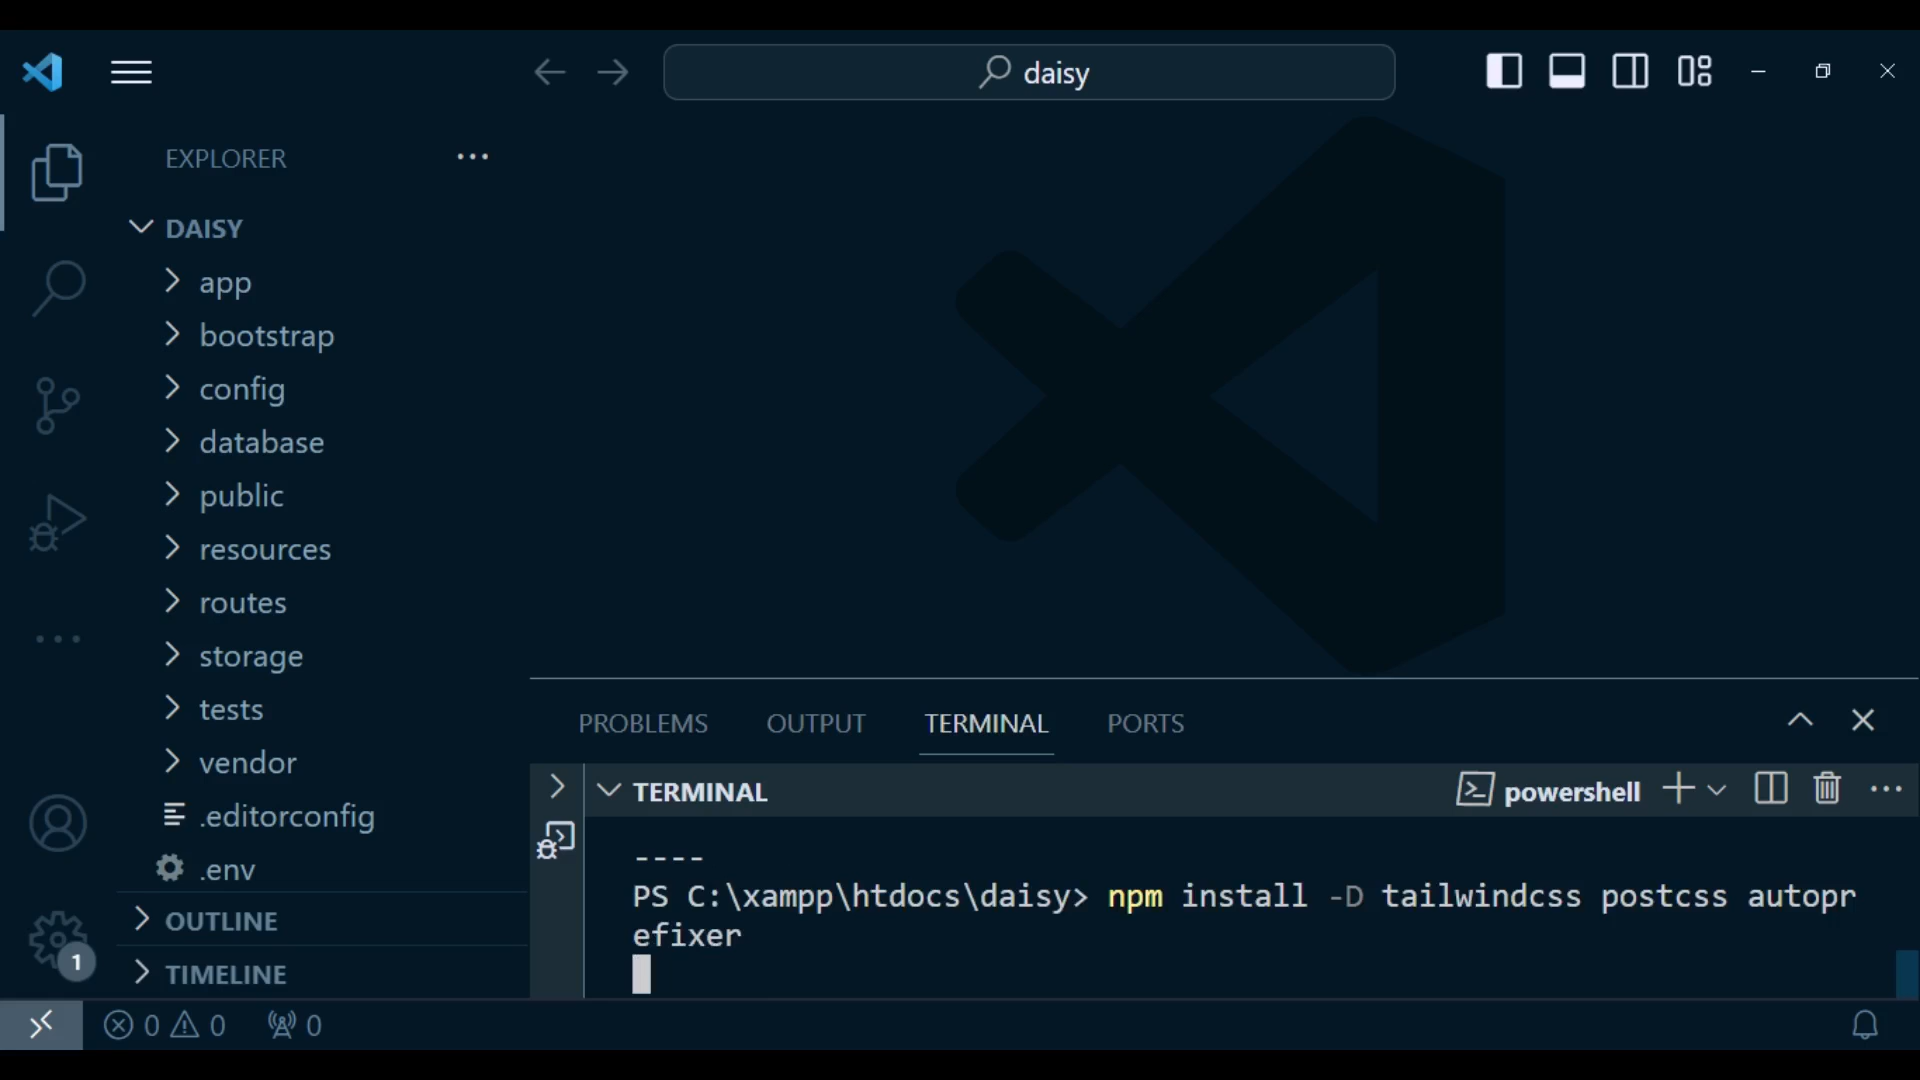 daisy
EXPLORER
DAISY
app
bootstrap
config
database
public
resources
routes
storage
tests
vendor
.editorconfig
.env
OUTLINE
TIMELINE
PROBLEMS OUTPUT TERMINAL PORTS
TERMINAL powershell
----
PS C:\xampp\htdocs\daisy> npm install -D tailwindcss postcss autopr
efixer
1
0 0 0